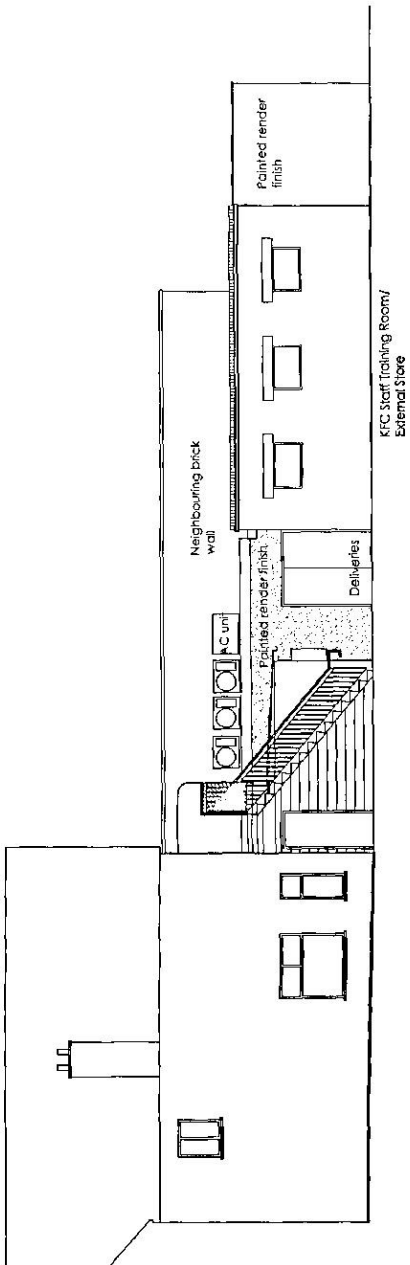 Neighbouring brick
wall
AC unit
Painted render finish
Deliveries
Painted render
finish
KFC Staff Training Room/
External Store